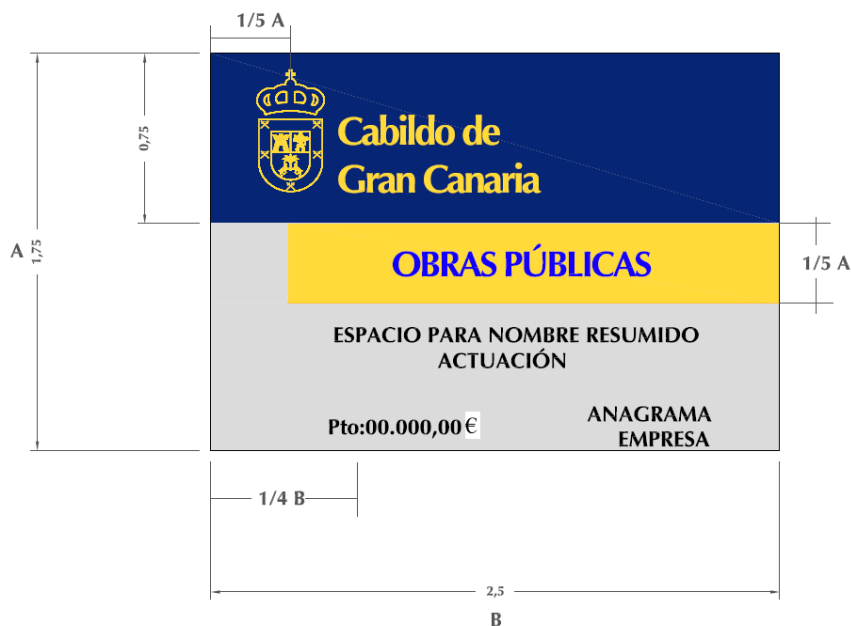 1/5 A
0,75
Cabildo de
Gran Canaria
A
1,75
OBRAS PÚBLICAS
1/5 A
ESPACIO PARA NOMBRE RESUMIDO
ACTUACIÓN
Pto:00.000,00 €
ANAGRAMA
EMPRESA
1/4 B
2,5
B